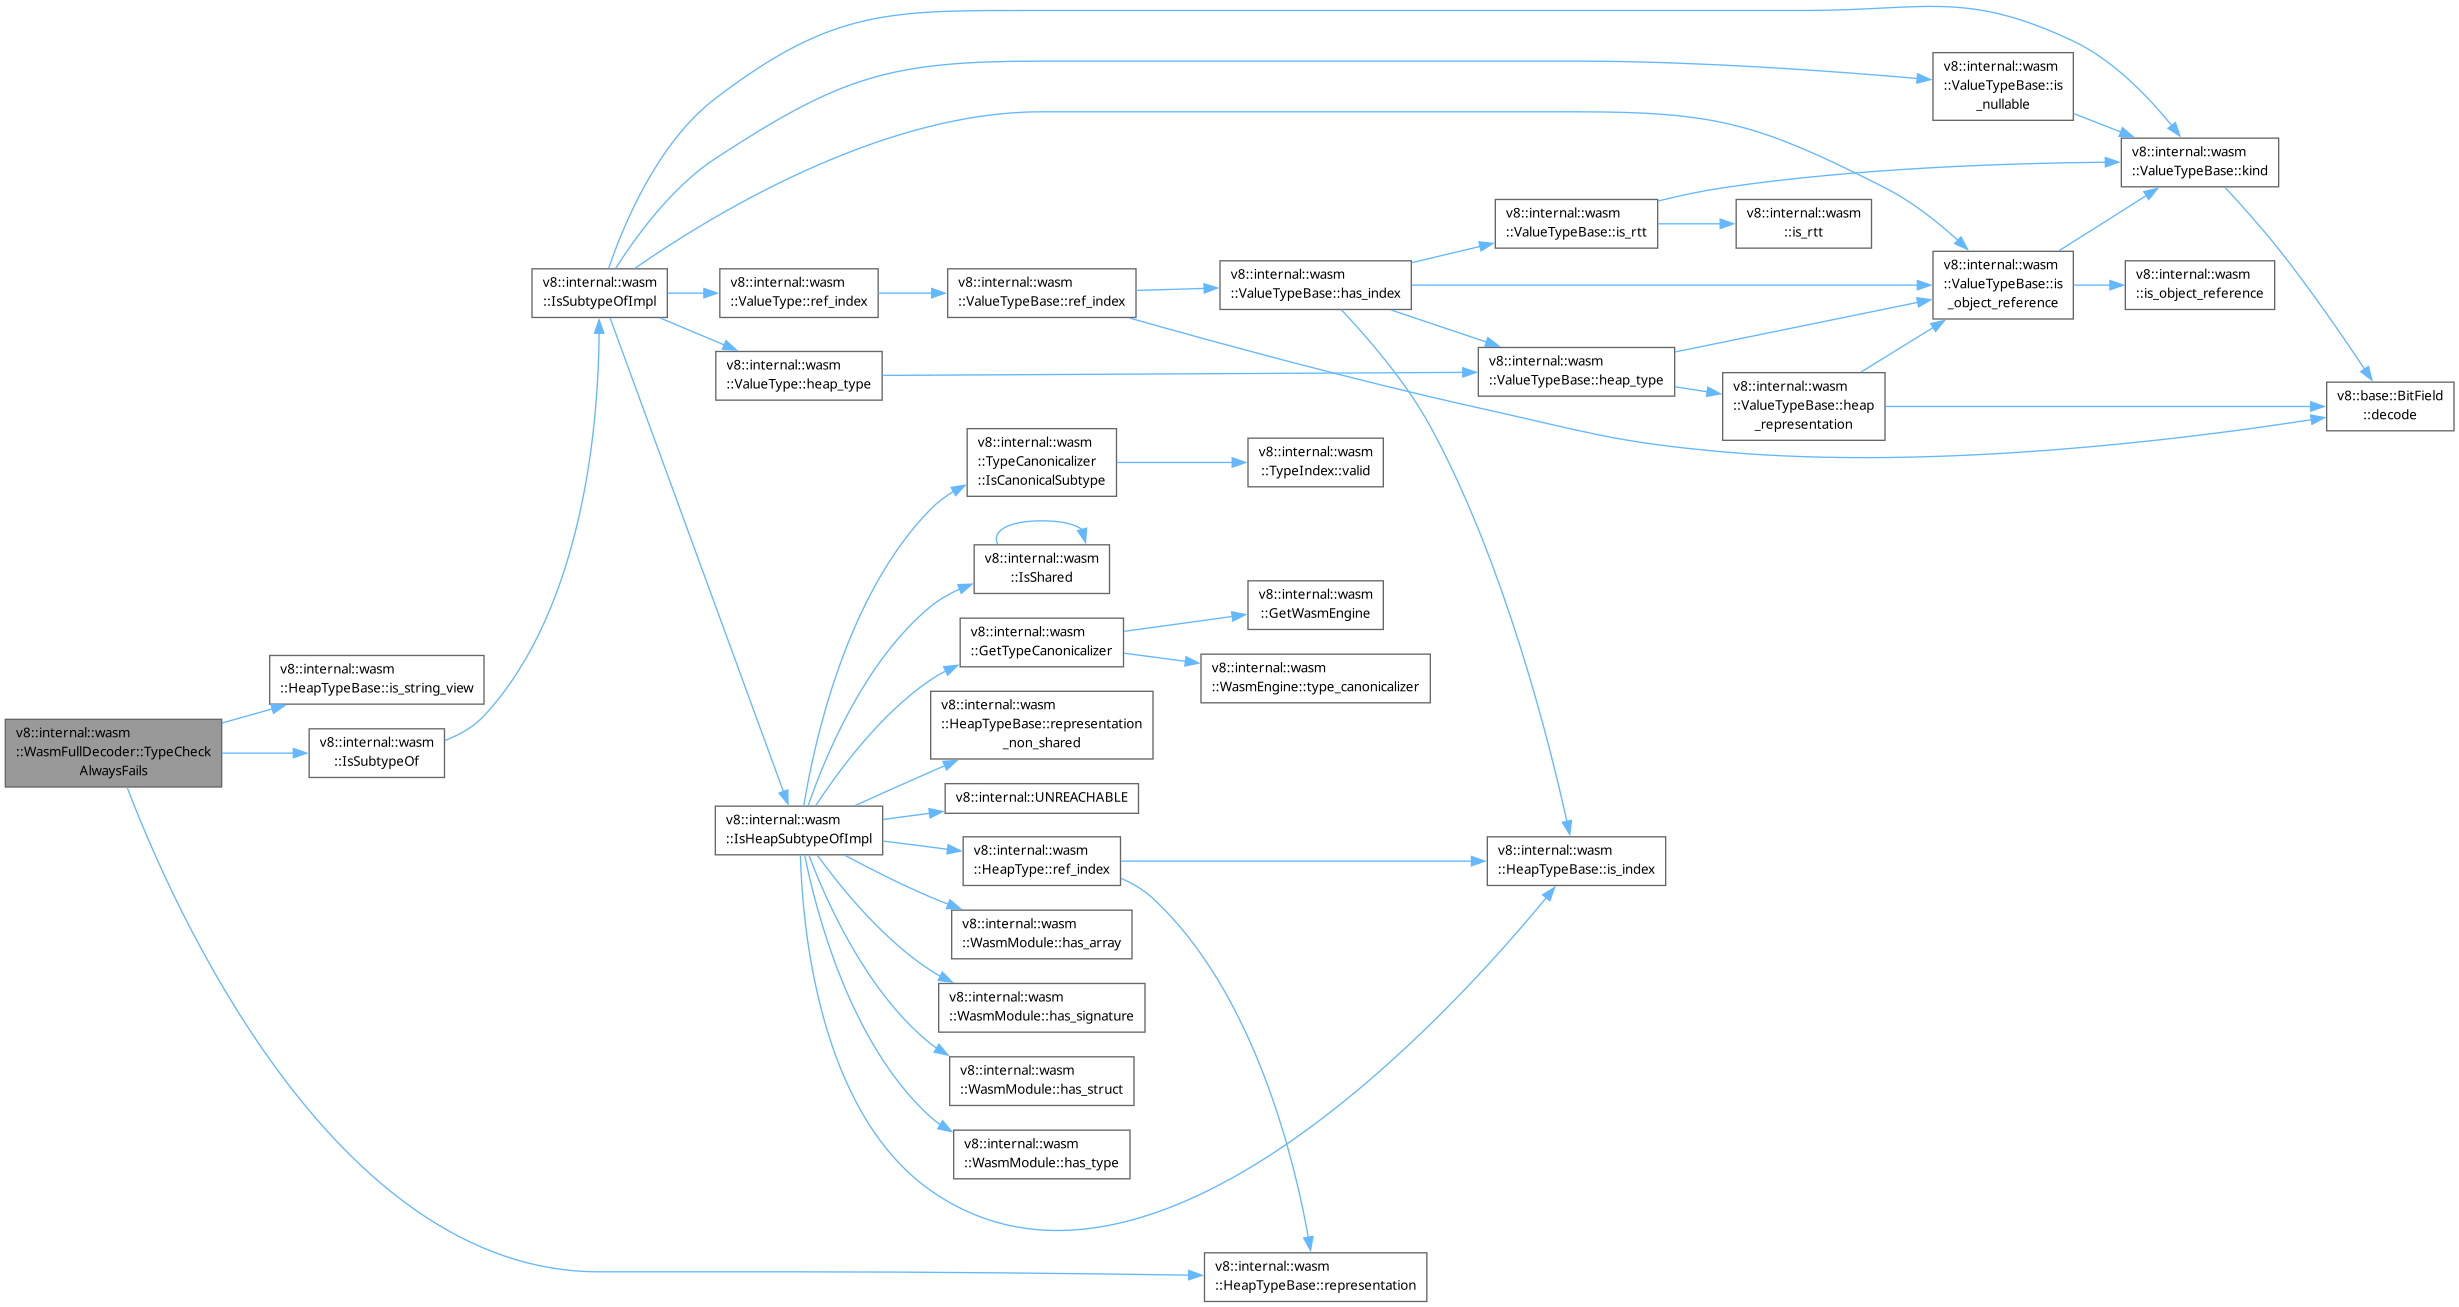 v8::internal::wasm
::WasmFullDecoder::TypeCheck
AlwaysFails
v8::internal::wasm
::HeapTypeBase::is_string_view
v8::internal::wasm
::IsSubtypeOf
v8::internal::wasm
::IsSubtypeOfImpl
v8::internal::wasm
::ValueType::ref_index
v8::internal::wasm
::ValueType::heap_type
v8::internal::wasm
::IsHeapSubtypeOfImpl
v8::internal::wasm
::ValueTypeBase::ref_index
v8::internal::wasm
::TypeCanonicalizer
::IsCanonicalSubtype
v8::internal::wasm
::IsShared
v8::internal::wasm
::GetTypeCanonicalizer
v8::internal::wasm
::HeapTypeBase::representation
_non_shared
v8::internal::UNREACHABLE
v8::internal::wasm
::HeapType::ref_index
v8::internal::wasm
::WasmModule::has_array
v8::internal::wasm
::WasmModule::has_signature
v8::internal::wasm
::WasmModule::has_struct
v8::internal::wasm
::WasmModule::has_type
v8::internal::wasm
::ValueTypeBase::has_index
v8::internal::wasm
::TypeIndex::valid
v8::internal::wasm
::GetWasmEngine
v8::internal::wasm
::WasmEngine::type_canonicalizer
v8::internal::wasm
::HeapTypeBase::representation
v8::internal::wasm
::ValueTypeBase::is_rtt
v8::internal::wasm
::ValueTypeBase::heap_type
v8::internal::wasm
::HeapTypeBase::is_index
v8::internal::wasm
::is_rtt
v8::internal::wasm
::ValueTypeBase::heap
_representation
v8::internal::wasm
::ValueTypeBase::is
_nullable
v8::internal::wasm
::ValueTypeBase::is
_object_reference
v8::internal::wasm
::ValueTypeBase::kind
v8::internal::wasm
::is_object_reference
v8::base::BitField
::decode